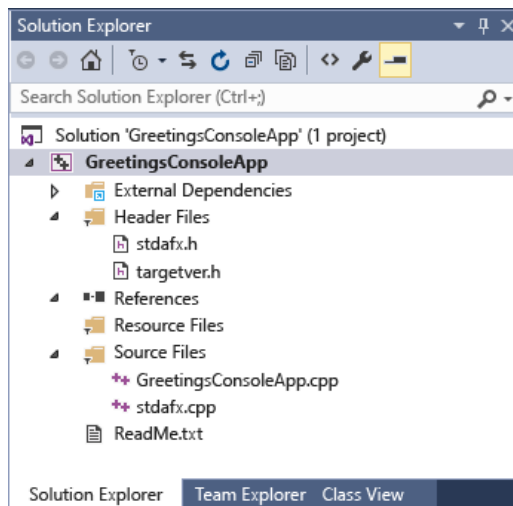 Solution Explorer
Search Solution Explorer (Ctrl+;)
Solution 'GreetingsConsoleApp' (1 project)
GreetingsConsoleApp
External Dependencies
Header Files
stdafx.h
targetver.h
References
Resource Files
Source Files
GreetingsConsoleApp.cpp
stdafx.cpp
ReadMe.txt
Solution Explorer Team Explorer Class View